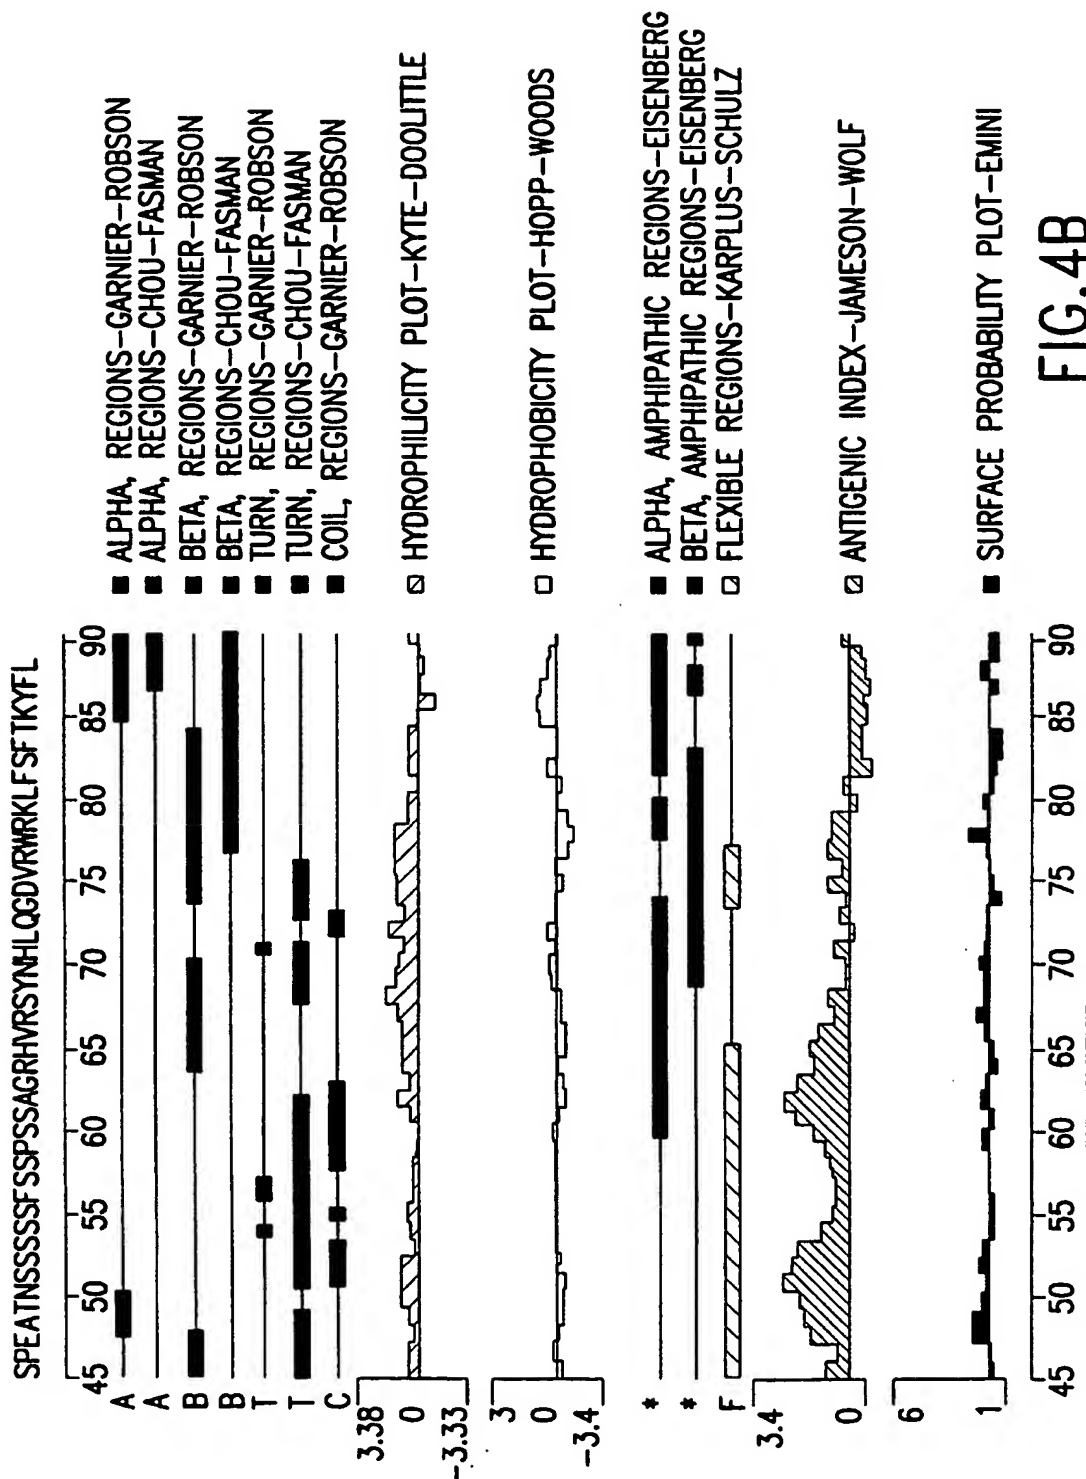 SPEATNSSSSSFSSPSSAGRHVRSYNHLQGDVRWRKLFSFTKYFL
45 50 55 60 65 70 75 80 85 90
A ALPHA, REGIONS-GARNIER-ROBSON
A ALPHA, REGIONS-CHOU-FASMAN
B BETA, REGIONS-GARNIER-ROBSON
B BETA, REGIONS-CHOU-FASMAN
T TURN, REGIONS-GARNIER-ROBSON
T TURN, REGIONS-CHOU-FASMAN
C COIL, REGIONS-GARNIER-ROBSON
3.38
0 HYDROPHILICITY PLOT-KYTE-DOOLITTLE
-3.33
3
0 HYDROPHOBICITY PLOT-HOPP-WOODS
-3.4
* ALPHA, AMPHIPATHIC REGIONS-EISENBERG
* BETA, AMPHIPATHIC REGIONS-EISENBERG
F FLEXIBLE REGIONS-KARPLUS-SCHULZ
3.4
0 ANTIGENIC INDEX-JAMESON-WOLF
6
1 SURFACE PROBABILITY PLOT-EMINI
45 50 55 60 65 70 75 80 85 90
FIG.4B